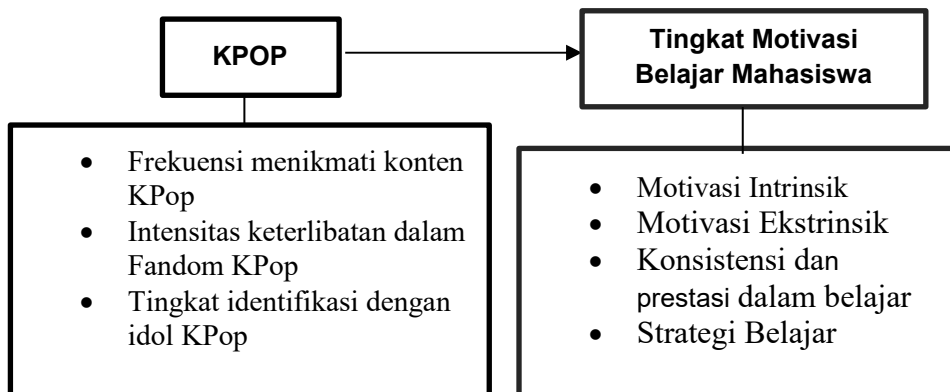 KPOP
Tingkat Motivasi
Belajar Mahasiswa
• Frekuensi menikmati konten
KPop
• Intensitas keterlibatan dalam
Fandom KPop
• Tingkat identifikasi dengan
idol KPop
• Motivasi Intrinsik
• Motivasi Ekstrinsik
• Konsistensi dan
prestasi dalam belajar
• Strategi Belajar